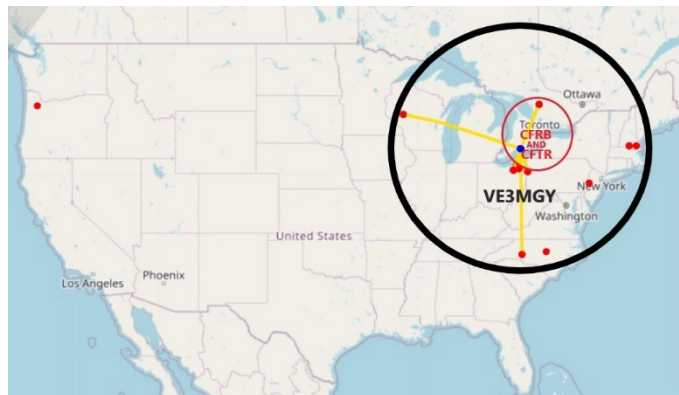 Ottawa
Toronto
CFRB
AND
CFTR
New York
VE3MGY
Washington
United States
Los Angeles
Phoenix